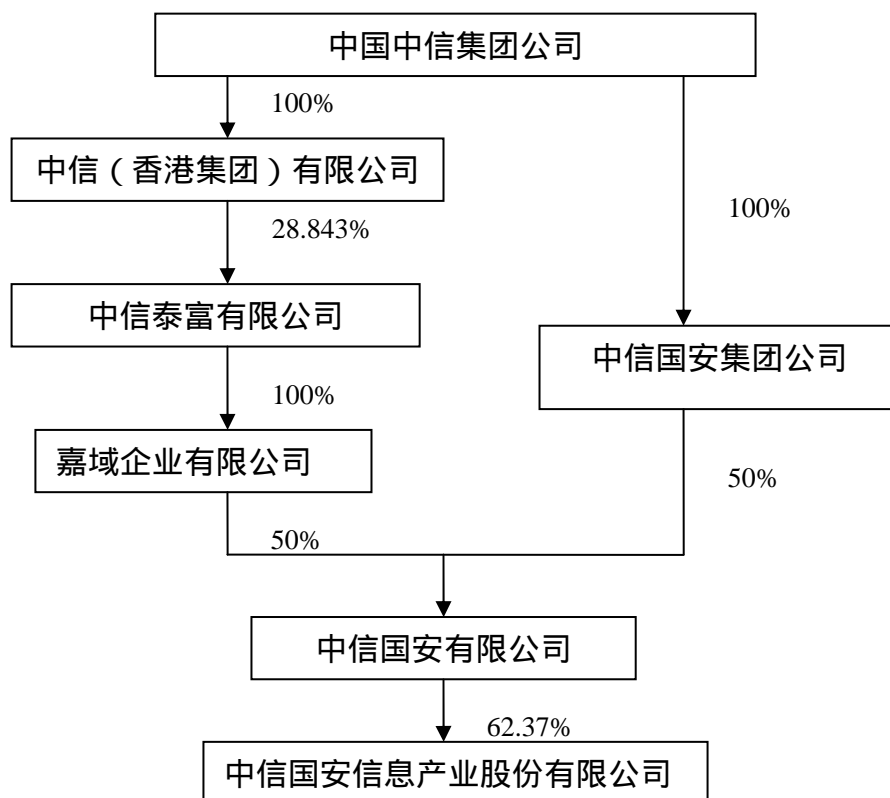 中国中信集团公司
100%
中信（香港集团）有限公司
28.843%
100%
中信泰富有限公司
中信国安集团公司
100%
嘉域企业有限公司
50%
50%
中信国安有限公司
62.37%
中信国安信息产业股份有限公司